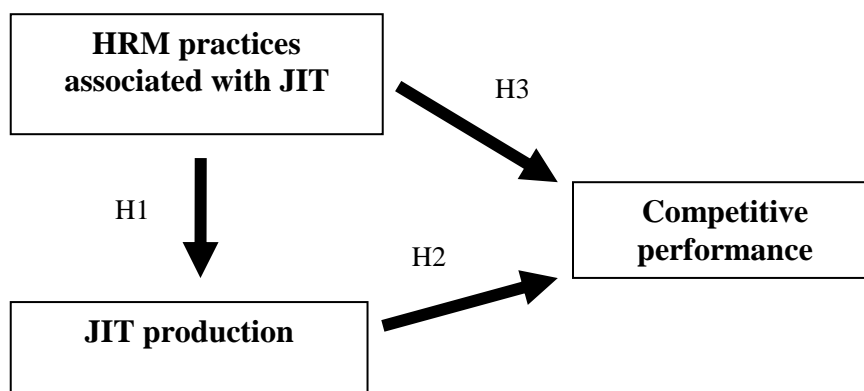 HRM practices
associated with JIT
H3
H1
Competitive
performance
H2
JIT production